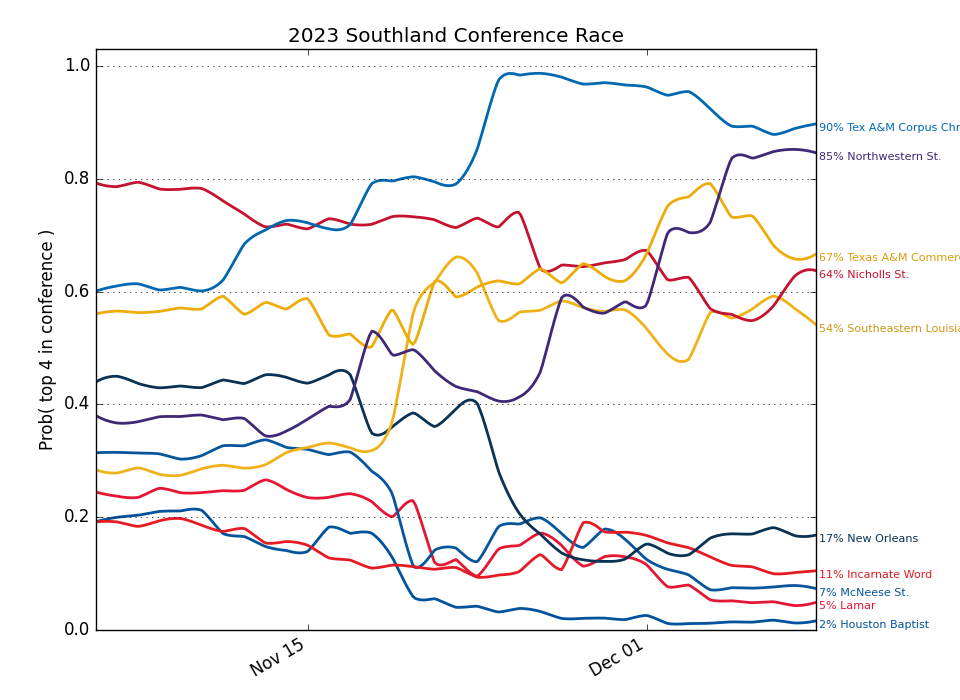 2023 Southland Conference Race
Prob( top 4 in conference )
1.0
0.8
0.6
0.4
0.2
0.0
Nov 15
Dec 01
90% Tex A&M Corpus Chr
85% Northwestern St.
67% Texas A&M Commerc
64% Nicholls St.
54% Southeastern Louisia
17% New Orleans
11% Incarnate Word
7% McNeese St.
5% Lamar
2% Houston Baptist